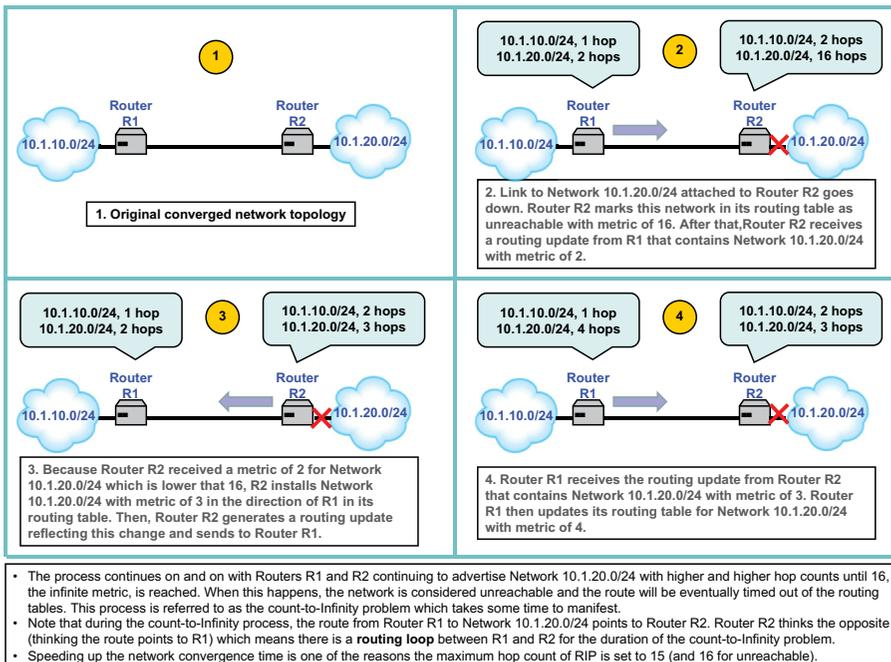 1
Router
R1
Router
R2
10.1.10.0/24
10.1.20.0/24
1. Original converged network topology
10.1.10.0/24, 1 hop
10.1.20.0/24, 2 hops
2
10.1.10.0/24, 2 hops
10.1.20.0/24, 16 hops
Router
R1
Router
R2
10.1.10.0/24
10.1.20.0/24
2. Link to Network 10.1.20.0/24 attached to Router R2 goes
down. Router R2 marks this network in its routing table as
unreachable with metric of 16. After that,Router R2 receives
a routing update from R1 that contains Network 10.1.20.0/24
with metric of 2.
10.1.10.0/24, 1 hop
10.1.20.0/24, 2 hops
3
10.1.10.0/24, 2 hops
10.1.20.0/24, 3 hops
Router
R1
Router
R2
10.1.10.0/24
10.1.20.0/24
3. Because Router R2 received a metric of 2 for Network
10.1.20.0/24 which is lower that 16, R2 installs Network
10.1.20.0/24 with metric of 3 in the direction of R1 in its
routing table. Then, Router R2 generates a routing update
reflecting this change and sends to Router R1.
10.1.10.0/24, 1 hop
10.1.20.0/24, 4 hops
4
10.1.10.0/24, 2 hops
10.1.20.0/24, 3 hops
Router
R1
Router
R2
10.1.10.0/24
10.1.20.0/24
4. Router R1 receives the routing update from Router R2
that contains Network 10.1.20.0/24 with metric of 3. Router
R1 then updates its routing table for Network 10.1.20.0/24
with metric of 4.
• The process continues on and on with Routers R1 and R2 continuing to advertise Network 10.1.20.0/24 with higher and higher hop counts until 16,
the infinite metric, is reached. When this happens, the network is considered unreachable and the route will be eventually timed out of the routing
tables. This process is referred to as the count-to-Infinity problem which takes some time to manifest.
• Note that during the count-to-Infinity process, the route from Router R1 to Network 10.1.20.0/24 points to Router R2. Router R2 thinks the opposite
(thinking the route points to R1) which means there is a routing loop between R1 and R2 for the duration of the count-to-Infinity problem.
• Speeding up the network convergence time is one of the reasons the maximum hop count of RIP is set to 15 (and 16 for unreachable).